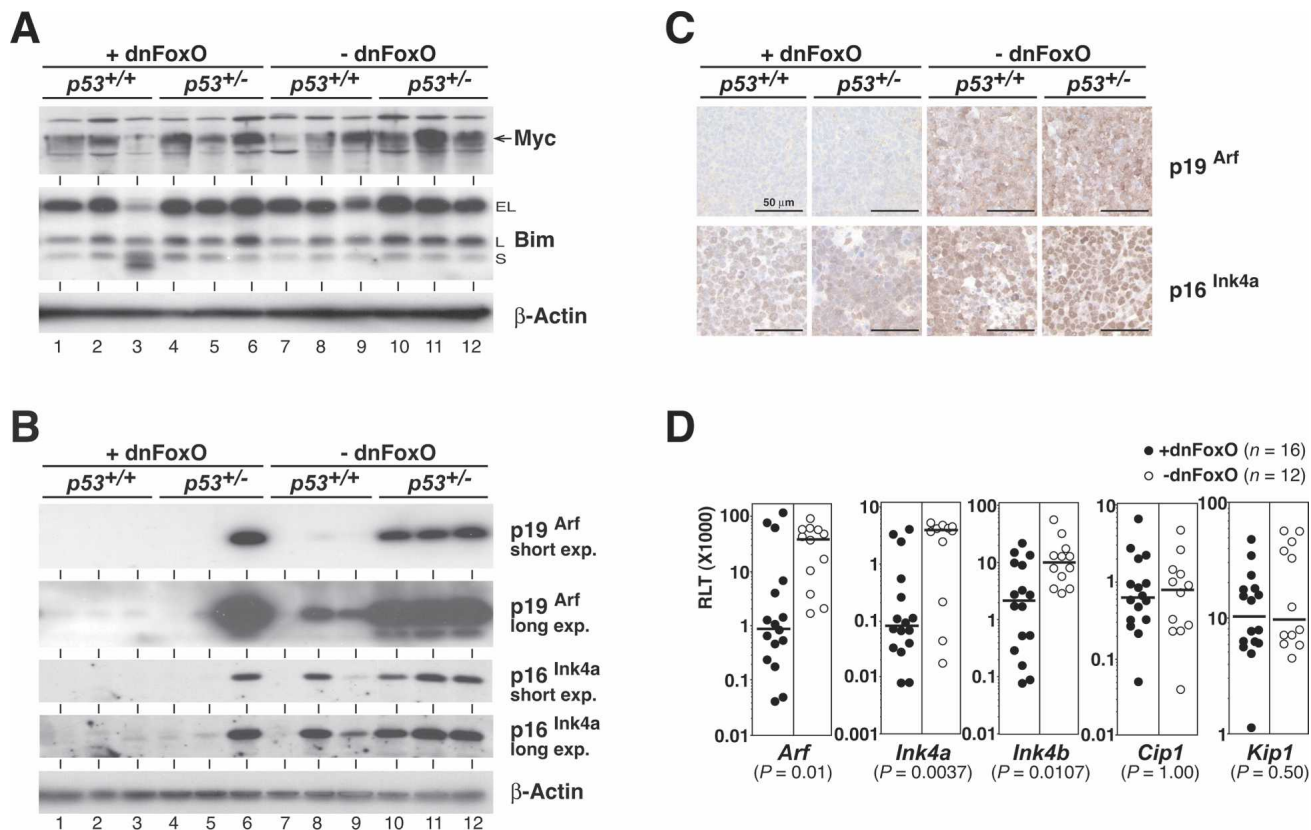 A
+ dnFoxO - dnFoxO
p53+/+ p53+/- p53+/+ p53+/-
Myc
EL
L Bim
S
β-Actin
1 2 3 4 5 6 7 8 9 10 11 12
B
+ dnFoxO - dnFoxO
p53+/+ p53+/- p53+/+ p53+/-
p19 Arf
short exp.
p19 Arf
long exp.
p16 Ink4a
short exp.
p16 Ink4a
long exp.
β-Actin
1 2 3 4 5 6 7 8 9 10 11 12
C
+ dnFoxO - dnFoxO
p53+/+ p53+/- p53+/+ p53+/-
p19 Arf
50 µm
p16 Ink4a
D
+dnFoxO (n = 16)
-dnFoxO (n = 12)
RLT (X1000)
100
10
1
0.1
0.01
Arf
(P = 0.01)
10
1
0.1
0.01
0.001
Ink4a
(P = 0.0037)
100
10
1
0.1
0.01
Ink4b
(P = 0.0107)
10
1
0.1
0.01
Cip1
(P = 1.00)
100
10
1
Kip1
(P = 0.50)